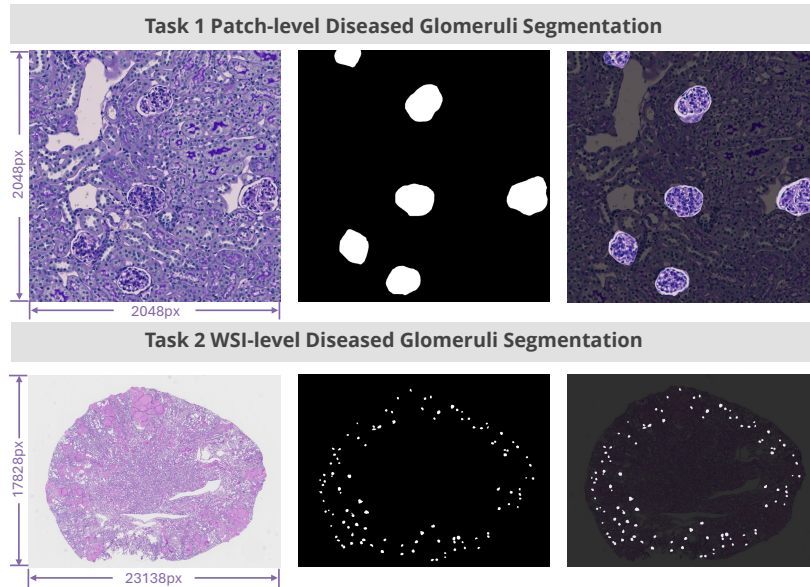 Task 1 Patch-level Diseased Glomeruli Segmentation
2048px
2048px
Task 2 WSI-level Diseased Glomeruli Segmentation
17828px
23138px